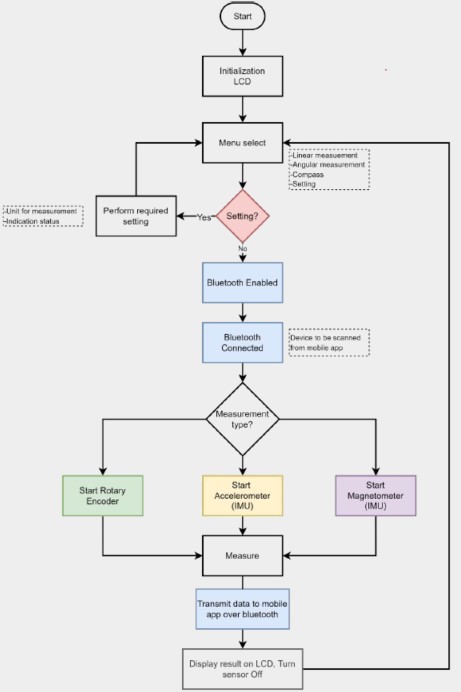 Start
Initialization
LCD
Menu select
-Linear measuement
-Angular measurement
-Compass
-Setting
-Unit for measurement
-Indication status
Perform required
setting
Yes
Setting?
No
Bluetooth Enabled
Bluetooth
Connected
Device to be scanned
from mobile app
Measurement
type?
Start Rotary
Encoder
Start
Accelerometer
(IMU)
Start
Magnetometer
(IMU)
Measure
Transmit data to mobile
app over bluetooth
Display result on LCD, Turn
sensor Off